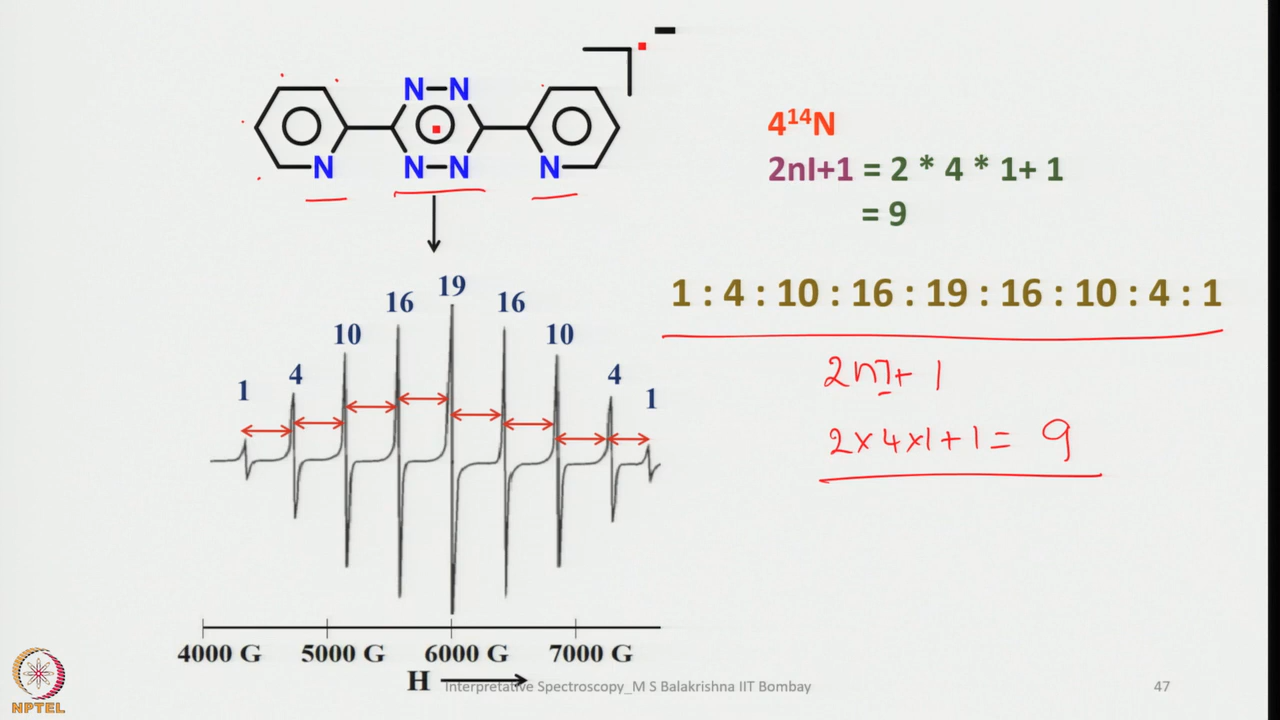 N N
N N N N
4¹⁴N
2nI+1 = 2 * 4 * 1+ 1
= 9
1 : 4 : 10 : 16 : 19 : 16 : 10 : 4 : 1
2nI+ 1
2×4×1+1= 9
1 4 10 16 19 16 10 4 1
4000 G 5000 G 6000 G 7000 G
H
Interpretative Spectroscopy_M S Balakrishna IIT Bombay
47
NPTEL